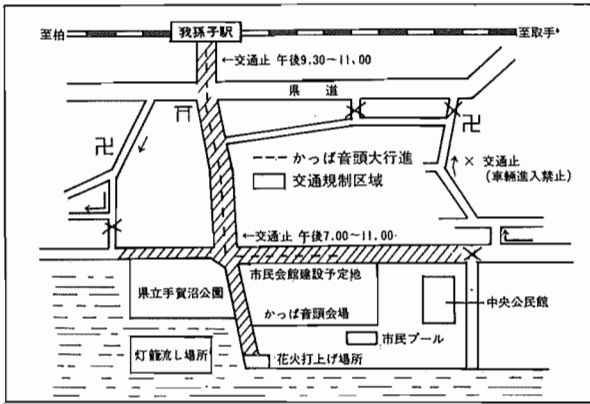 我孫子駅
至柏
至取手
←交通止 午後9.30~11.00
県道
---かっぱ音頭大行進
交通規制区域
×交通止
(車輛進入禁止)
←交通止 午後7.00~11.00
市民会館建設予定地
県立手賀沼公園
かっぱ音頭会場
中央公民館
市民プール
灯籠流し場所
花火打上げ場所